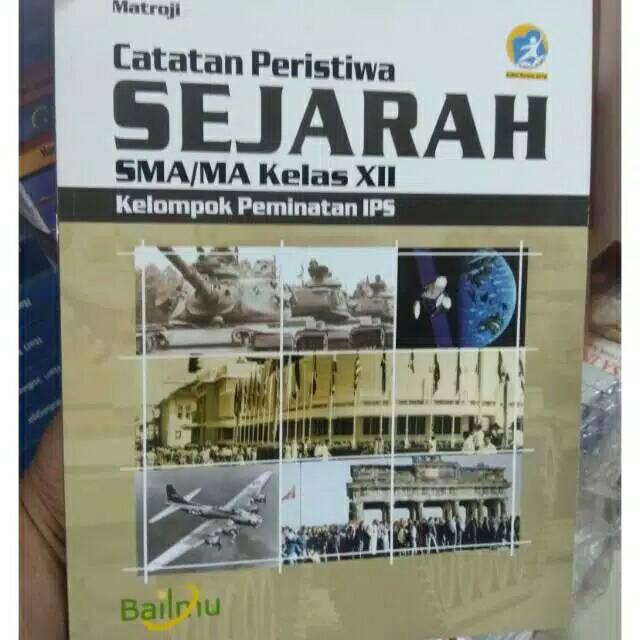 Matroji
Catatan Peristiwa
SEJARAH
SMA/MA Kelas XII
Kelompok Peminatan IPS
Bailmu